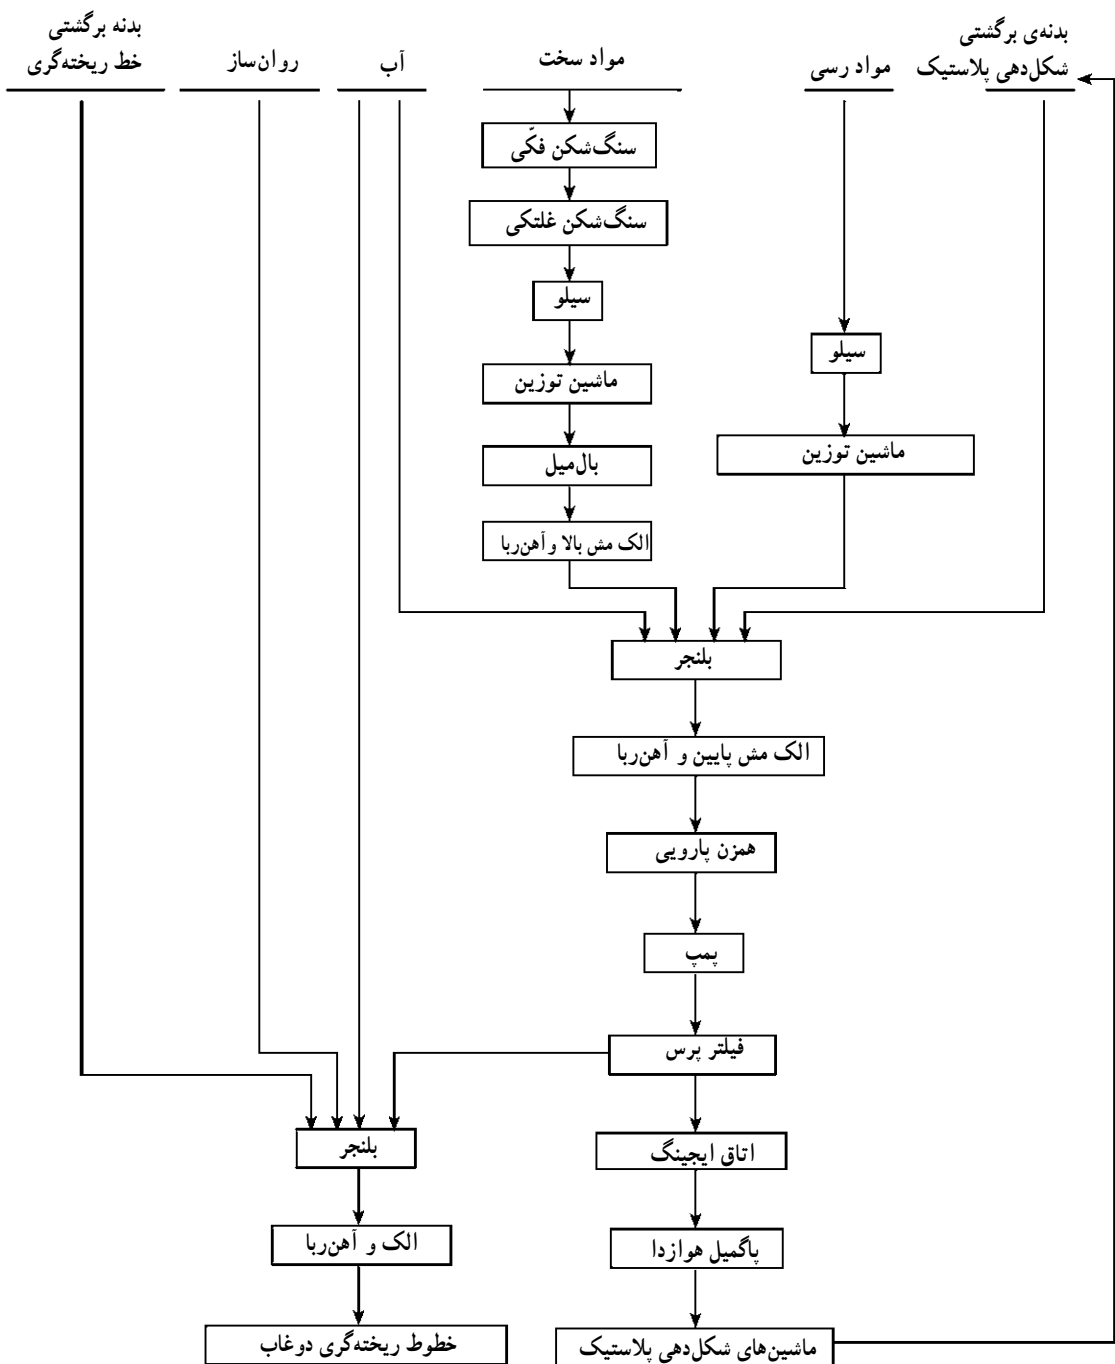 بدنه‌ی برگشتی
شکل‌دهی پلاستیک
مواد رسی
مواد سخت
آب
روان‌ساز
بدنه برگشتی
خط ریخته‌گری
سنگ‌شکن فکّی
سنگ‌شکن غلتکی
سیلو
سیلو
ماشین توزین
ماشین توزین
بال‌میل
الک مش بالا و آهن‌ربا
بلنجر
الک مش پایین و آهن‌ربا
همزن پارویی
پمپ
فیلتر پرس
اتاق ایجینگ
بلنجر
پاگمیل هوازدا
الک و آهن‌ربا
ماشین‌های شکل‌دهی پلاستیک
خطوط ریخته‌گری دوغاب